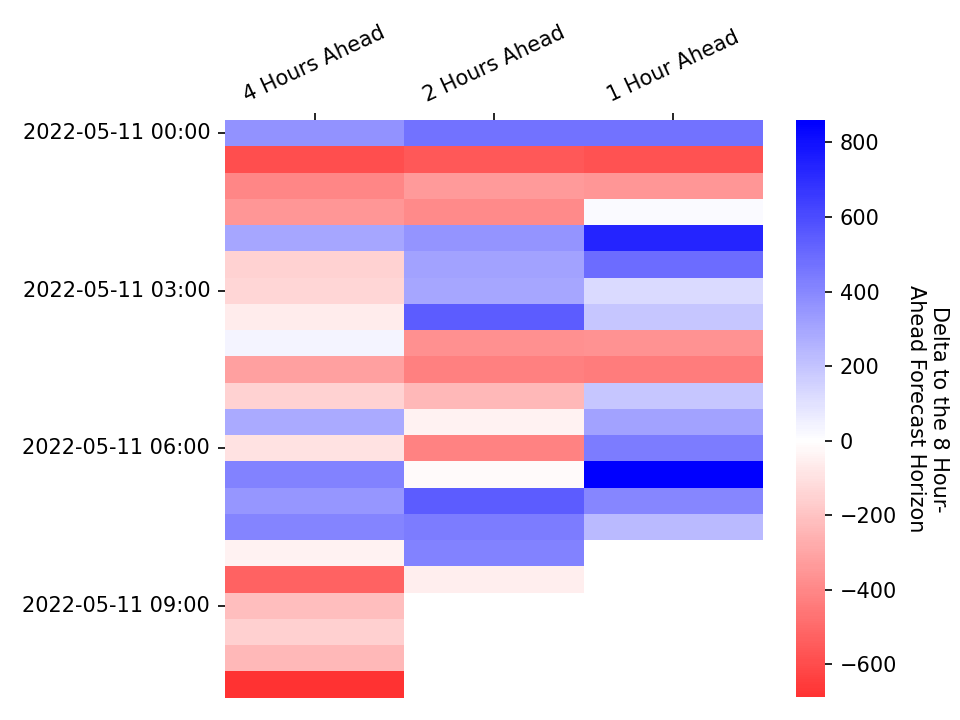 4 Hours Ahead
2 Hours Ahead
1 Hour Ahead
2022-05-11 00:00
2022-05-11 03:00
2022-05-11 06:00
2022-05-11 09:00
800
600
400
200
0
−200
−400
−600
Delta to the 8 Hour-
Ahead Forecast Horizon